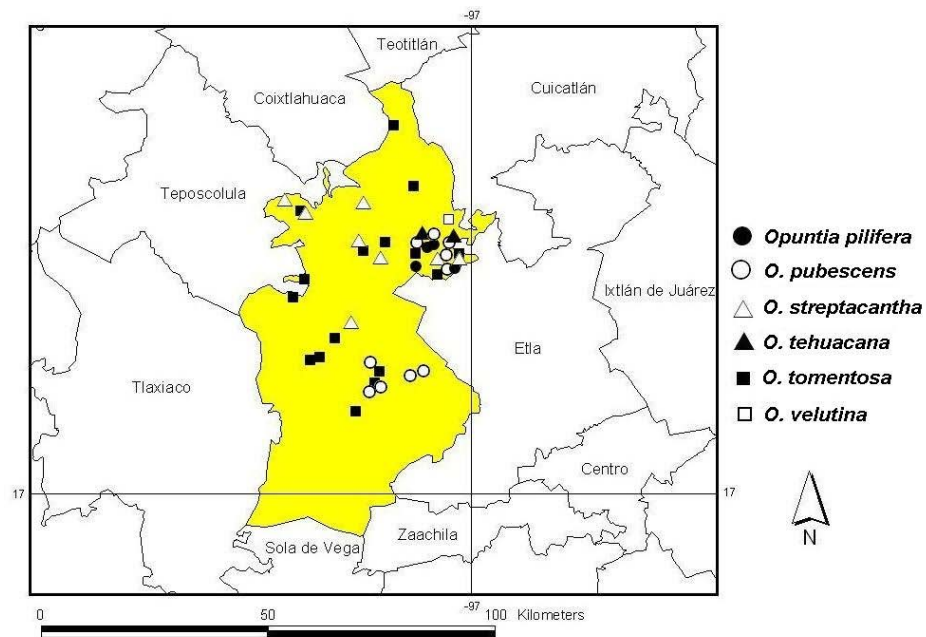 -97
Teotitlán
Coixtlahuaca
Cuicatlán
Teposcolula
Opuntia pilifera
O. pubescens
Ixtlán de Juárez
O. streptacantha
Etla
O. tehuacana
Tlaxiaco
O. tomentosa
O. velutina
Centro
17
17
Sola de Vega
Zaachila
N
-97
0
50
100 Kilometers